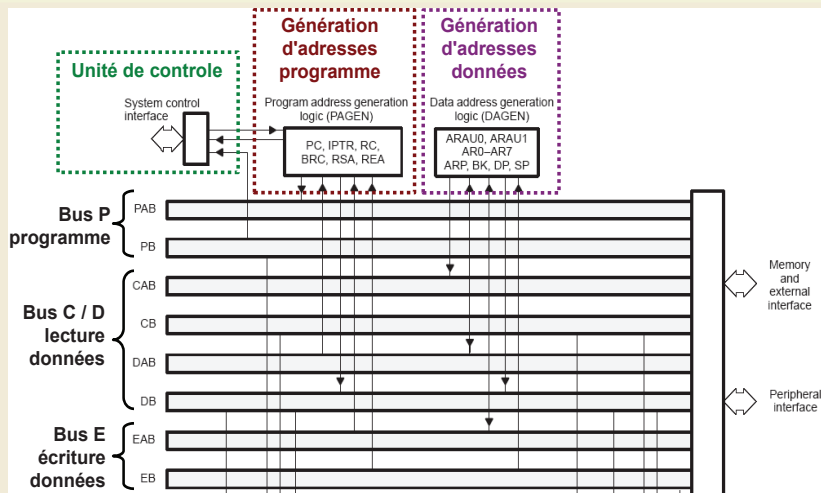 Unité de controle
Génération
d'adresses
programme
Génération
d'adresses
données
System control
interface
Program address generation
logic (PAGEN)
Data address generation
logic (DAGEN)
PC, IPTR, RC,
BRC, RSA, REA
ARAU0, ARAU1
AR0–AR7
ARP, BK, DP, SP
Bus P
programme
PAB
PB
Bus C / D
lecture
données
CAB
CB
DAB
DB
Bus E
écriture
données
EAB
EB
Memory
and
external
interface
Peripheral
interface